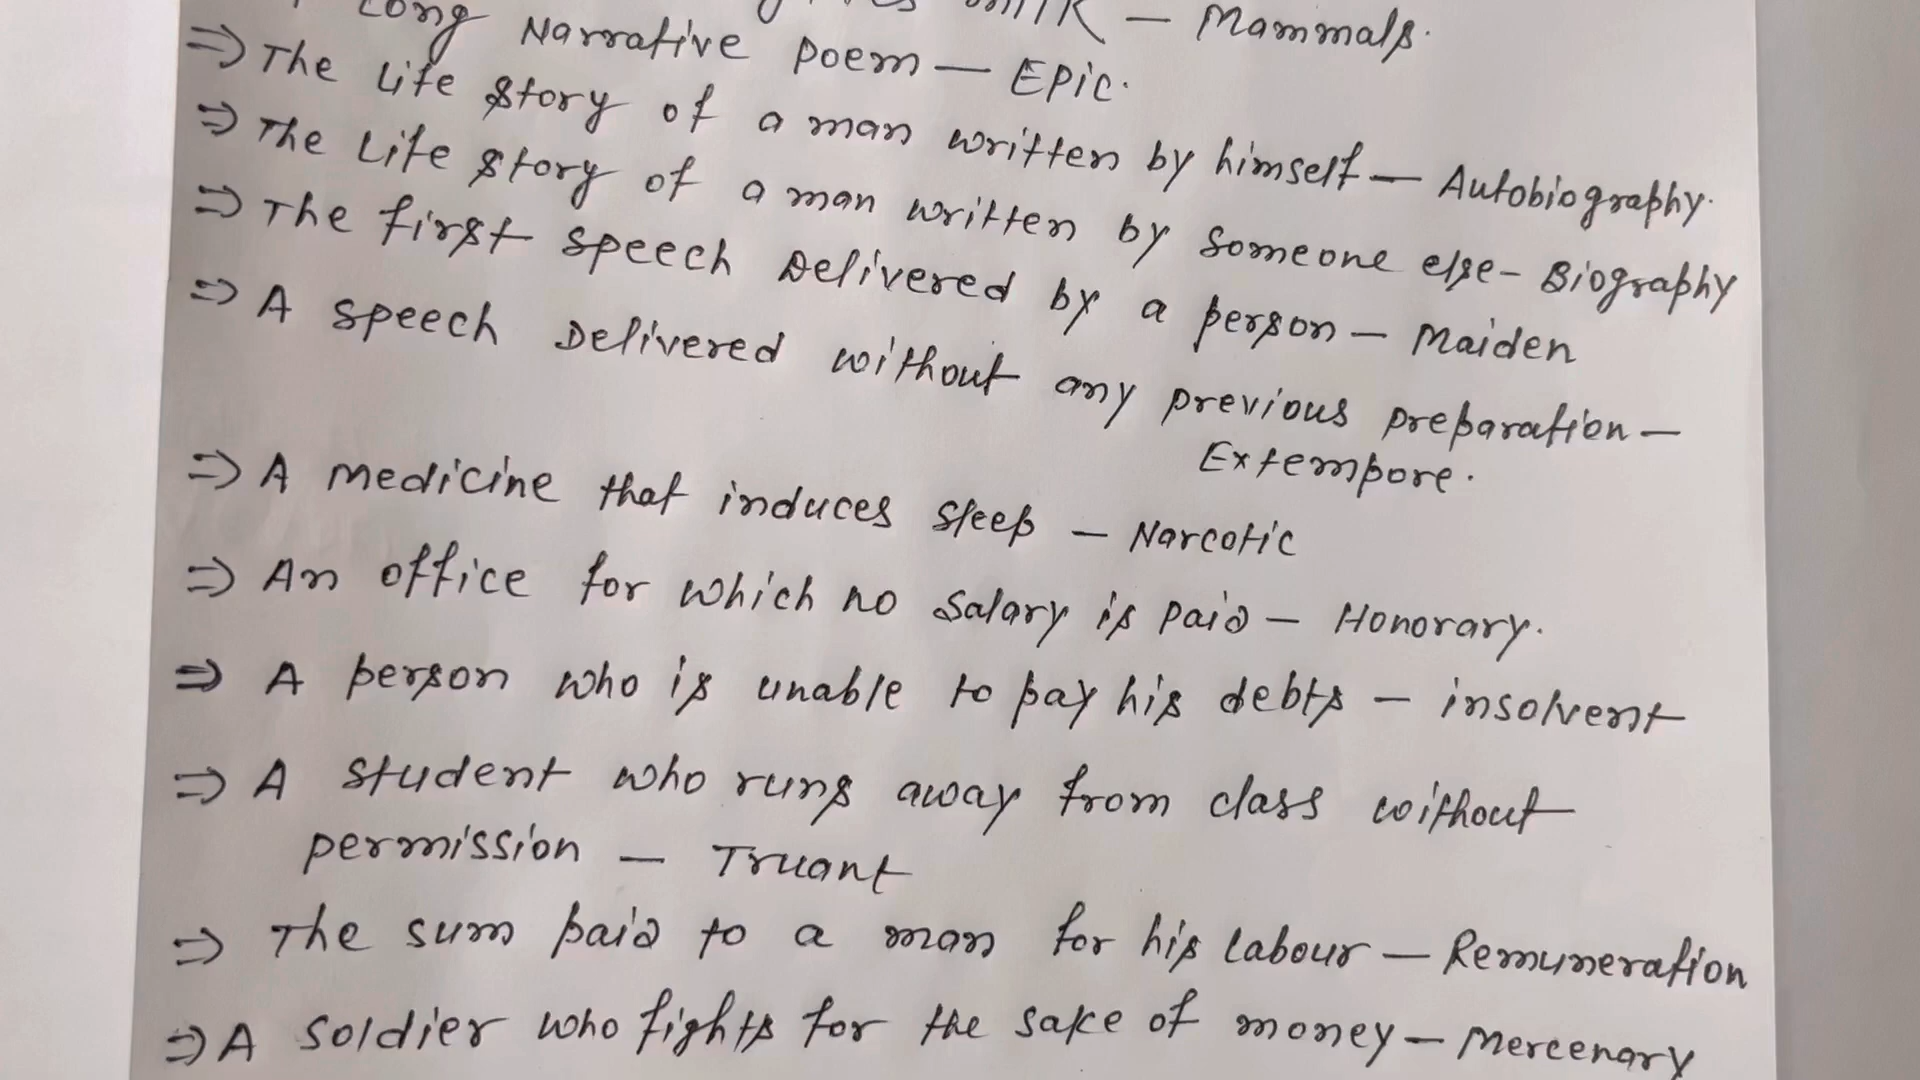 milk – Mammals.
Long Narrative Poem – Epic.
⇒ The Life story of a man written by himself – Autobiography.
⇒ The Life story of a man written by someone else – Biography
⇒ The first speech Delivered by a person – Maiden
⇒ A speech Delivered without any previous preparation –
Extempore.
⇒ A medicine that induces sleep – Narcotic
⇒ An office for which no salary is paid – Honorary.
⇒ A person who is unable to pay his debts – insolvent
⇒ A student who runs away from class without
permission – Truant
⇒ The sum paid to a man for his labour – Remuneration
⇒ A soldier who fights for the sake of money – Mercenary